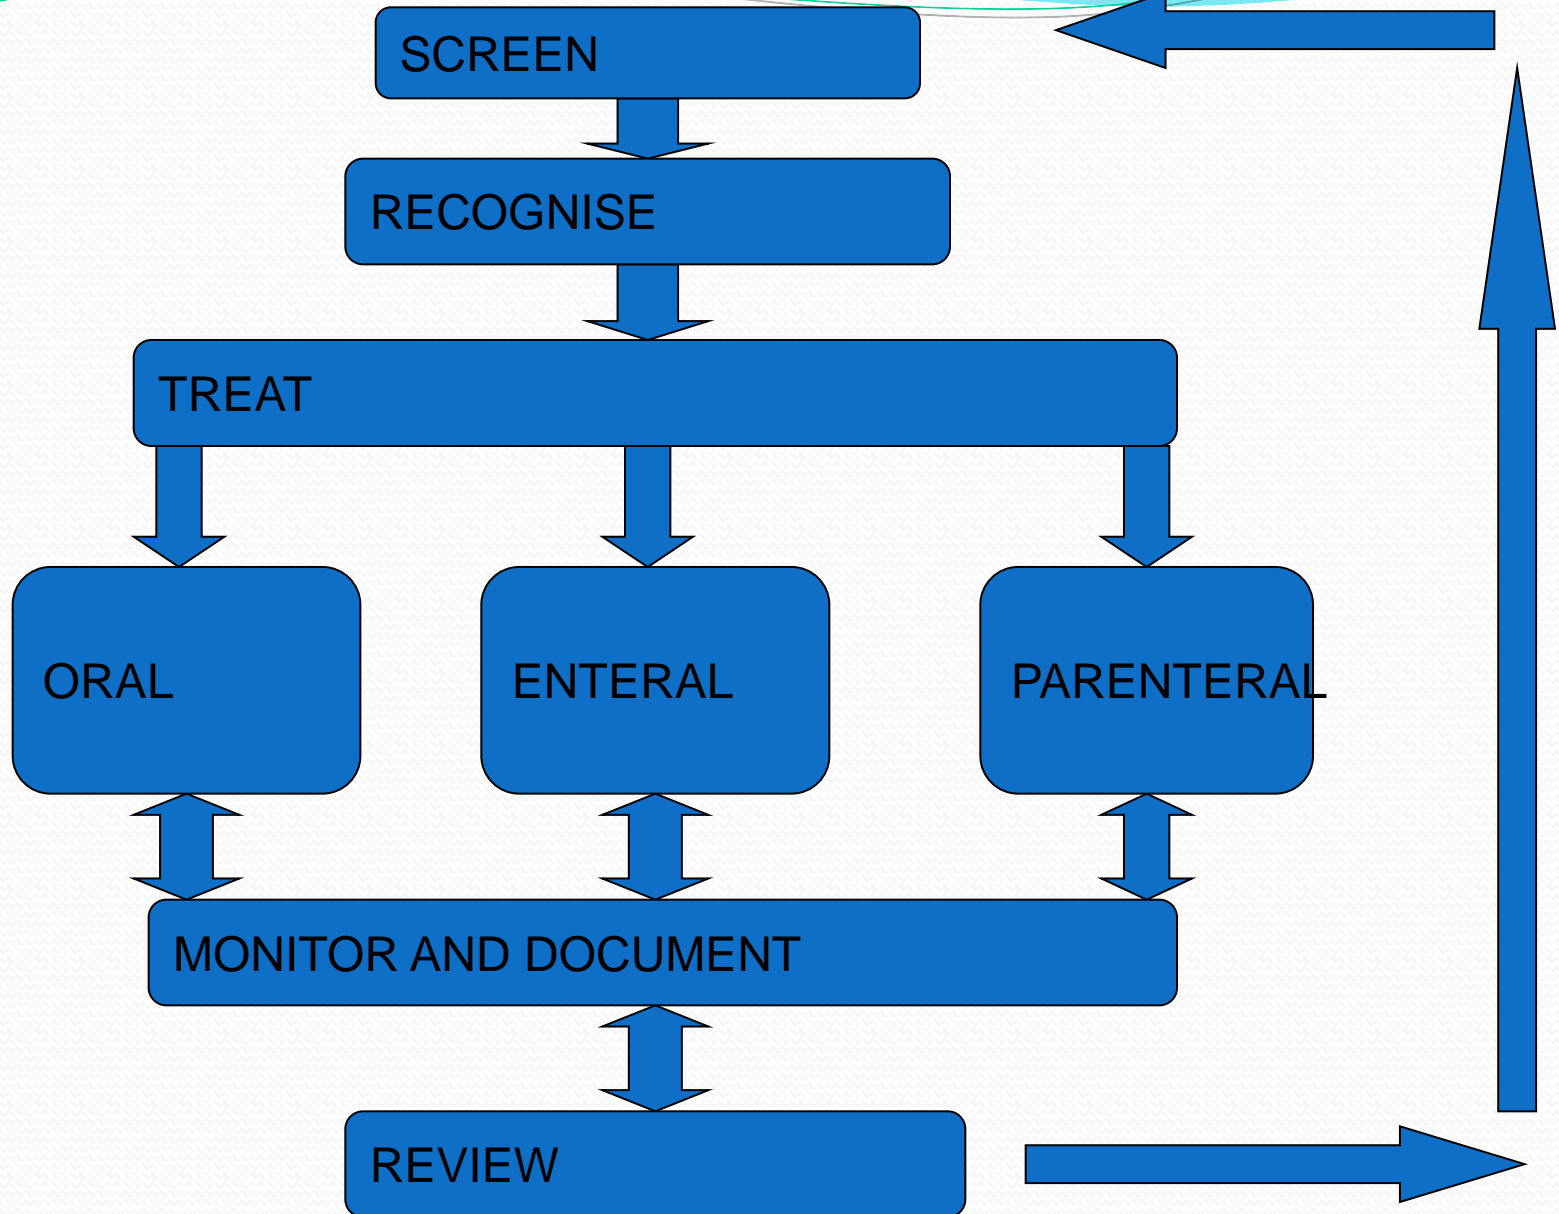 SCREEN
RECOGNISE
TREAT
ORAL
ENTERAL
PARENTERAL
MONITOR AND DOCUMENT
REVIEW